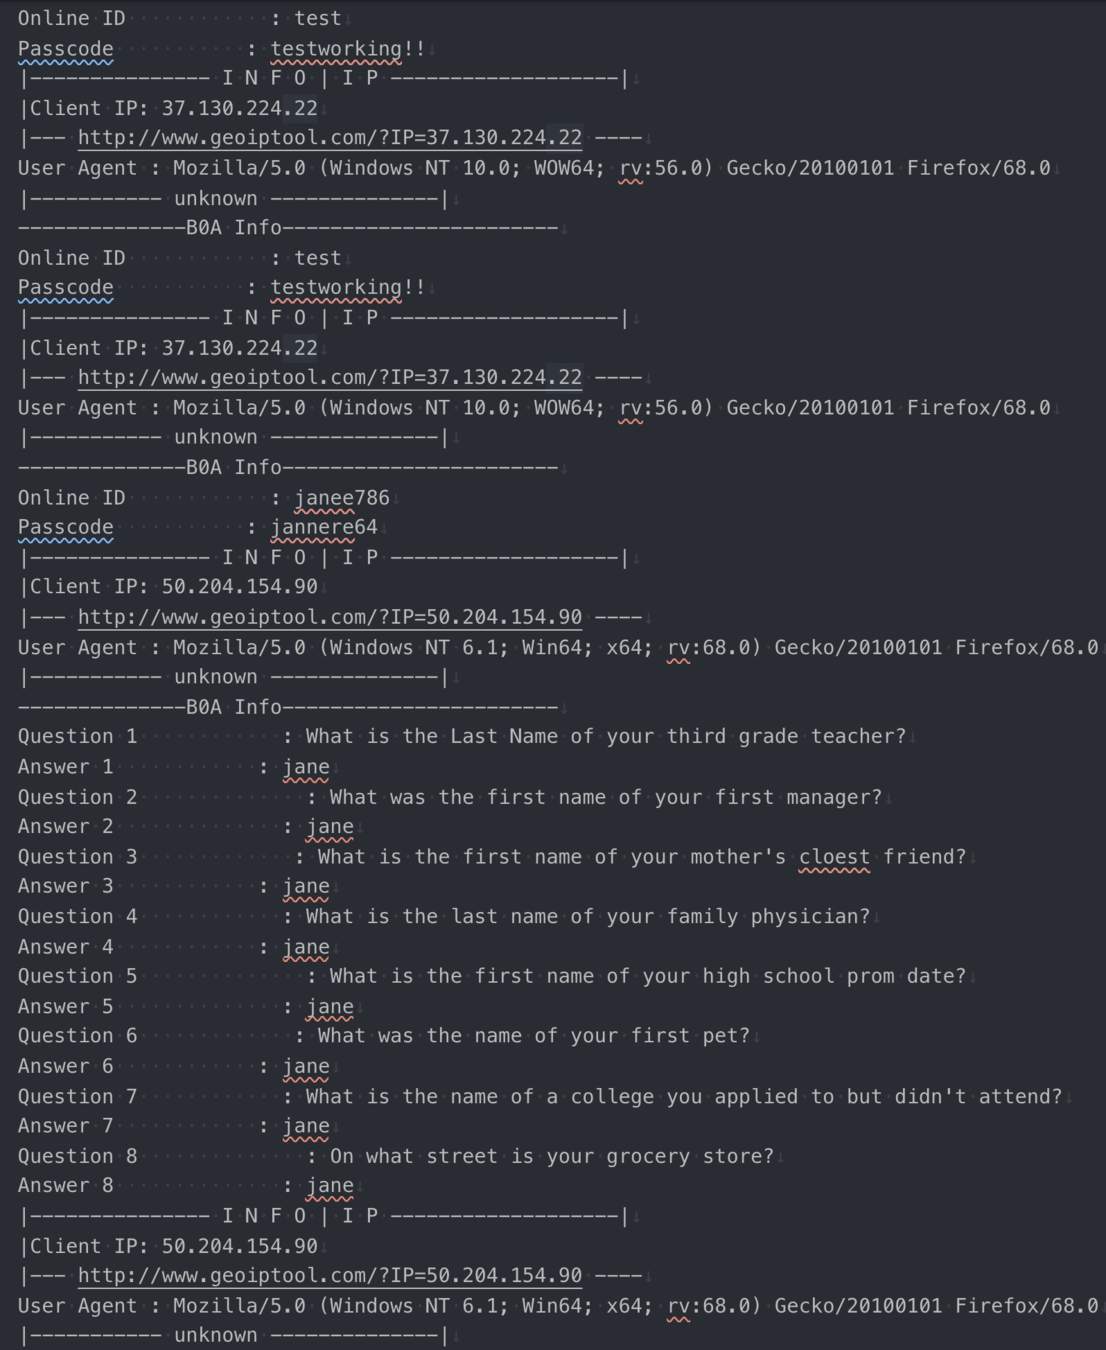 Online ID : test
Passcode : testworking!!
|--------------- I N F O | I P -------------------|
|Client IP: 37.130.224.22
|--- http://www.geoiptool.com/?IP=37.130.224.22 ----
User Agent : Mozilla/5.0 (Windows NT 10.0; WOW64; rv:56.0) Gecko/20100101 Firefox/68.0
|----------- unknown --------------|
--------------B0A Info-----------------------
Online ID : test
Passcode : testworking!!
|--------------- I N F O | I P -------------------|
|Client IP: 37.130.224.22
|--- http://www.geoiptool.com/?IP=37.130.224.22 ----
User Agent : Mozilla/5.0 (Windows NT 10.0; WOW64; rv:56.0) Gecko/20100101 Firefox/68.0
|----------- unknown --------------|
--------------B0A Info-----------------------
Online ID : janee786
Passcode : jannere64
|--------------- I N F O | I P -------------------|
|Client IP: 50.204.154.90
|--- http://www.geoiptool.com/?IP=50.204.154.90 ----
User Agent : Mozilla/5.0 (Windows NT 6.1; Win64; x64; rv:68.0) Gecko/20100101 Firefox/68.0
|----------- unknown --------------|
--------------B0A Info-----------------------
Question 1 : What is the Last Name of your third grade teacher?
Answer 1 : jane
Question 2 : What was the first name of your first manager?
Answer 2 : jane
Question 3 : What is the first name of your mother's cloest friend?
Answer 3 : jane
Question 4 : What is the last name of your family physician?
Answer 4 : jane
Question 5 : What is the first name of your high school prom date?
Answer 5 : jane
Question 6 : What was the name of your first pet?
Answer 6 : jane
Question 7 : What is the name of a college you applied to but didn't attend?
Answer 7 : jane
Question 8 : On what street is your grocery store?
Answer 8 : jane
|--------------- I N F O | I P -------------------|
|Client IP: 50.204.154.90
|--- http://www.geoiptool.com/?IP=50.204.154.90 ----
User Agent : Mozilla/5.0 (Windows NT 6.1; Win64; x64; rv:68.0) Gecko/20100101 Firefox/68.0
|----------- unknown --------------|